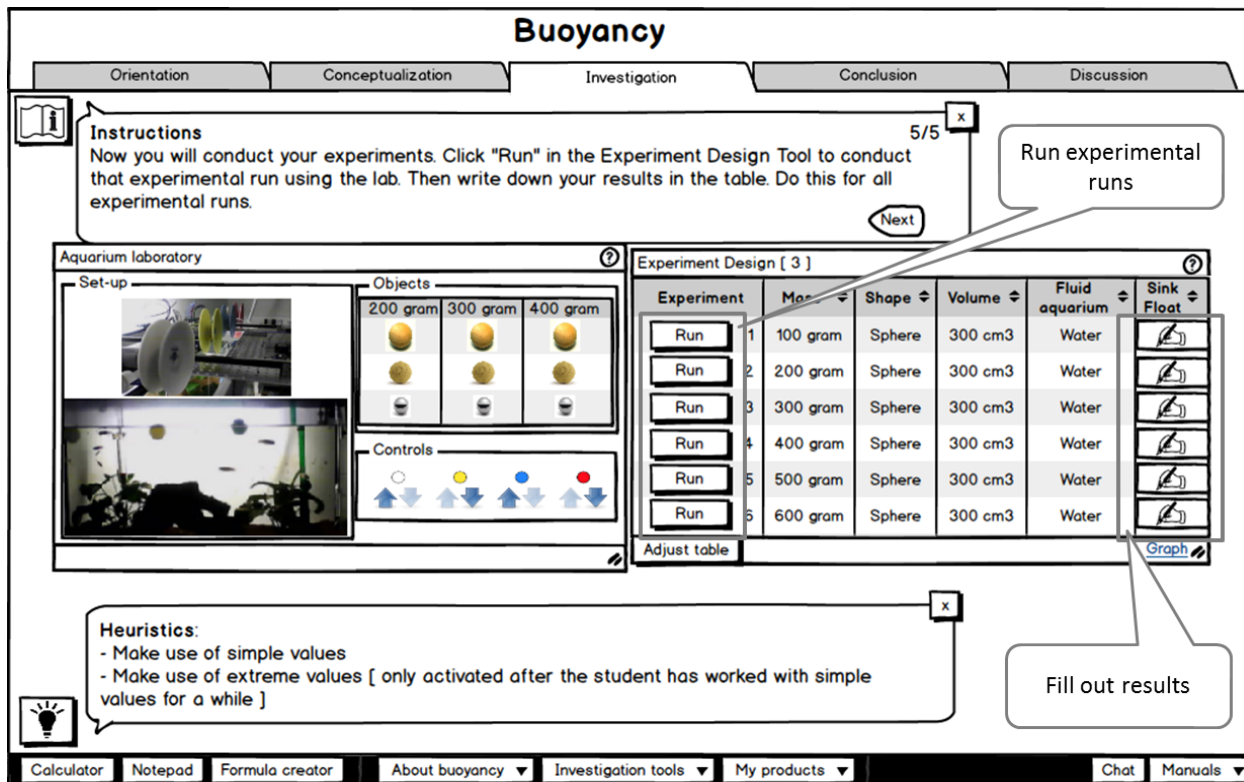 Buoyancy
Orientation
Conceptualization
Investigation
Conclusion
Discussion
Instructions
5/5
x
Now you will conduct your experiments. Click "Run" in the Experiment Design Tool to conduct
that experimental run using the lab. Then write down your results in the table. Do this for all
experimental runs.
Next
Run experimental
runs
Aquarium laboratory
?
Set-up
Objects
200 gram 300 gram 400 gram
Controls
Experiment Design [ 3 ]
?
Experiment Mass Shape Volume Fluid aquarium Sink Float
Run 1 100 gram Sphere 300 cm3 Water
Run 2 200 gram Sphere 300 cm3 Water
Run 3 300 gram Sphere 300 cm3 Water
Run 4 400 gram Sphere 300 cm3 Water
Run 5 500 gram Sphere 300 cm3 Water
Run 6 600 gram Sphere 300 cm3 Water
Adjust table
Graph
x
Heuristics:
- Make use of simple values
- Make use of extreme values [ only activated after the student has worked with simple
values for a while ]
Fill out results
Calculator Notepad Formula creator About buoyancy Investigation tools My products Chat Manuals